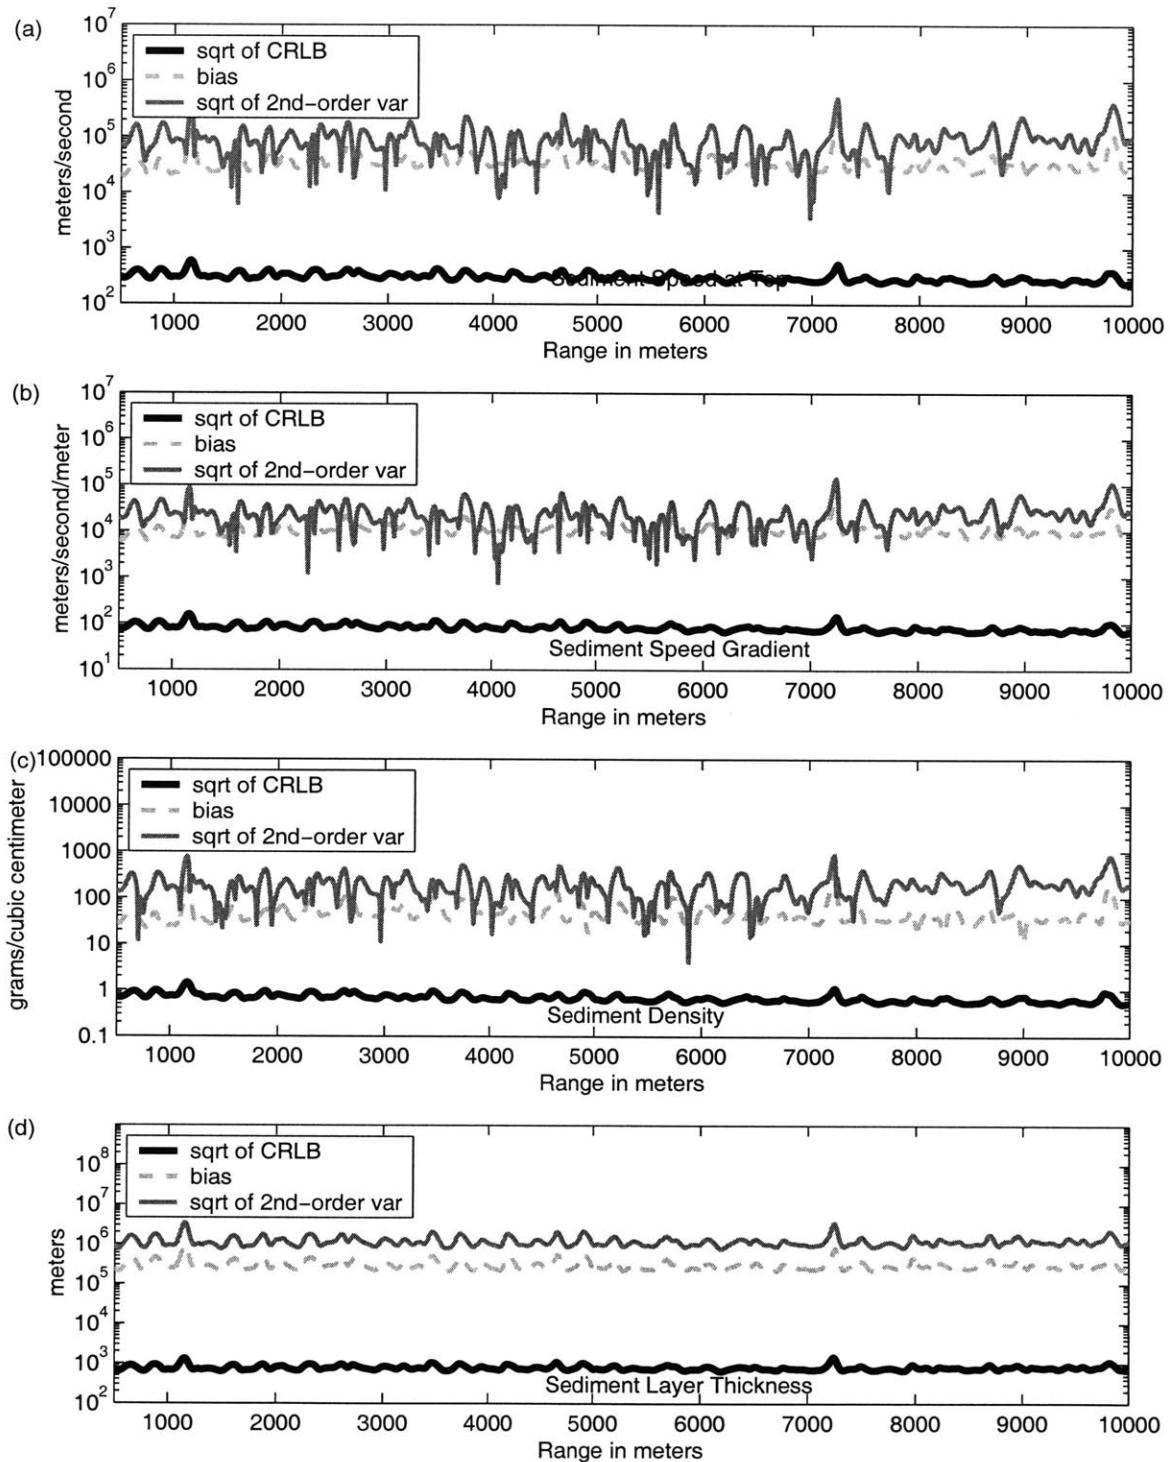 (a)
10^7
10^6
10^5
10^4
10^3
10^2
meters/second
sqrt of CRLB
bias
sqrt of 2nd-order var
Sediment Speed at Top
1000 2000 3000 4000 5000 6000 7000 8000 9000 10000
Range in meters
(b)
10^7
10^6
10^5
10^4
10^3
10^2
10^1
meters/second/meter
sqrt of CRLB
bias
sqrt of 2nd-order var
Sediment Speed Gradient
1000 2000 3000 4000 5000 6000 7000 8000 9000 10000
Range in meters
(c)
100000
10000
1000
100
10
1
0.1
grams/cubic centimeter
sqrt of CRLB
bias
sqrt of 2nd-order var
Sediment Density
1000 2000 3000 4000 5000 6000 7000 8000 9000 10000
Range in meters
(d)
10^8
10^7
10^6
10^5
10^4
10^3
10^2
meters
sqrt of CRLB
bias
sqrt of 2nd-order var
Sediment Layer Thickness
1000 2000 3000 4000 5000 6000 7000 8000 9000 10000
Range in meters